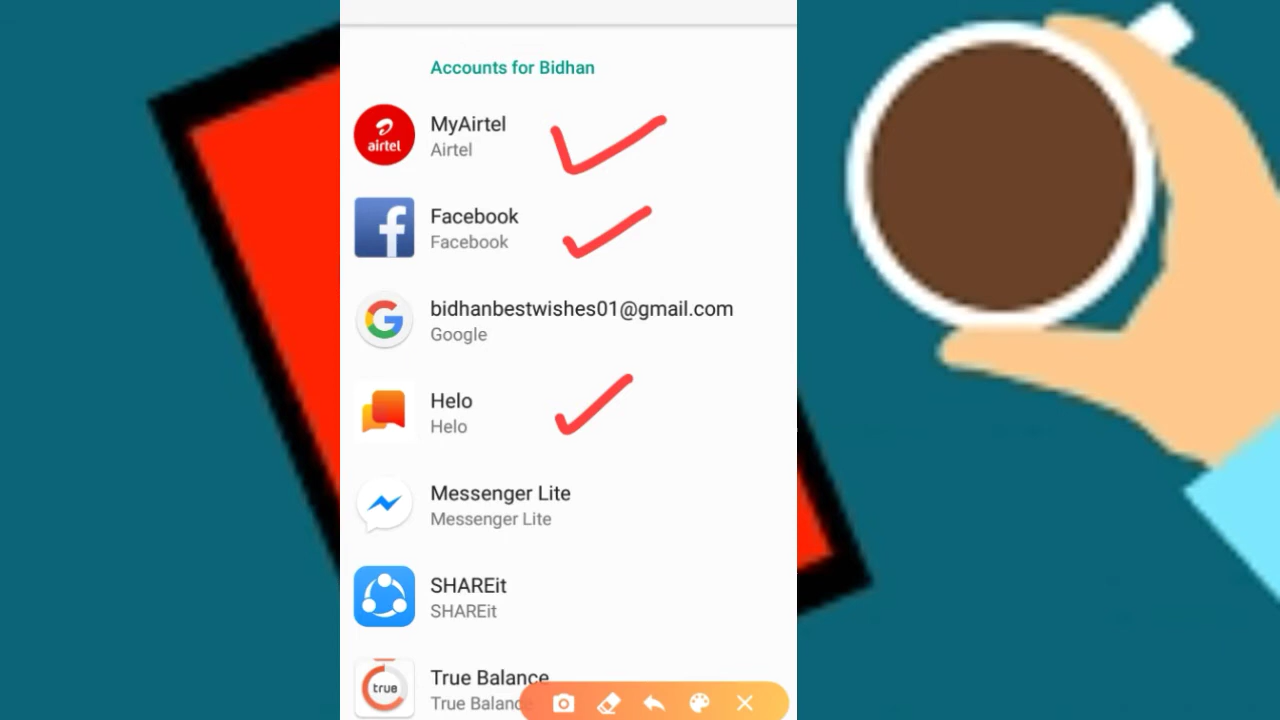 Accounts for Bidhan
MyAirtel
Airtel
airtel
Facebook
Facebook
bidhanbestwishes01@gmail.com
Google
Helo
Helo
Messenger Lite
Messenger Lite
SHAREit
SHAREit
True Balance
True Balanc
true